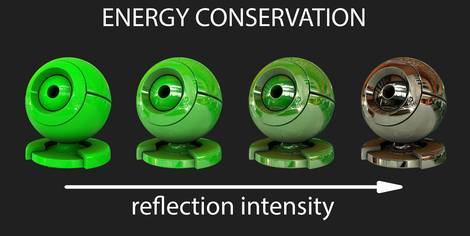 ENERGY CONSERVATION
reflection intensity